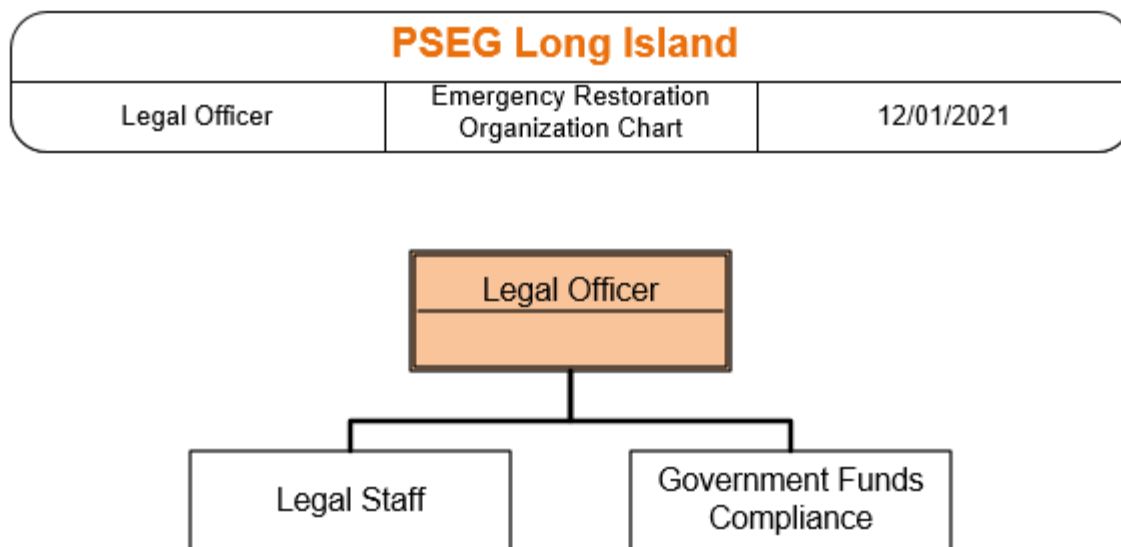 PSEG Long Island
Legal Officer
Emergency Restoration
Organization Chart
12/01/2021
Legal Officer
Legal Staff
Government Funds
Compliance